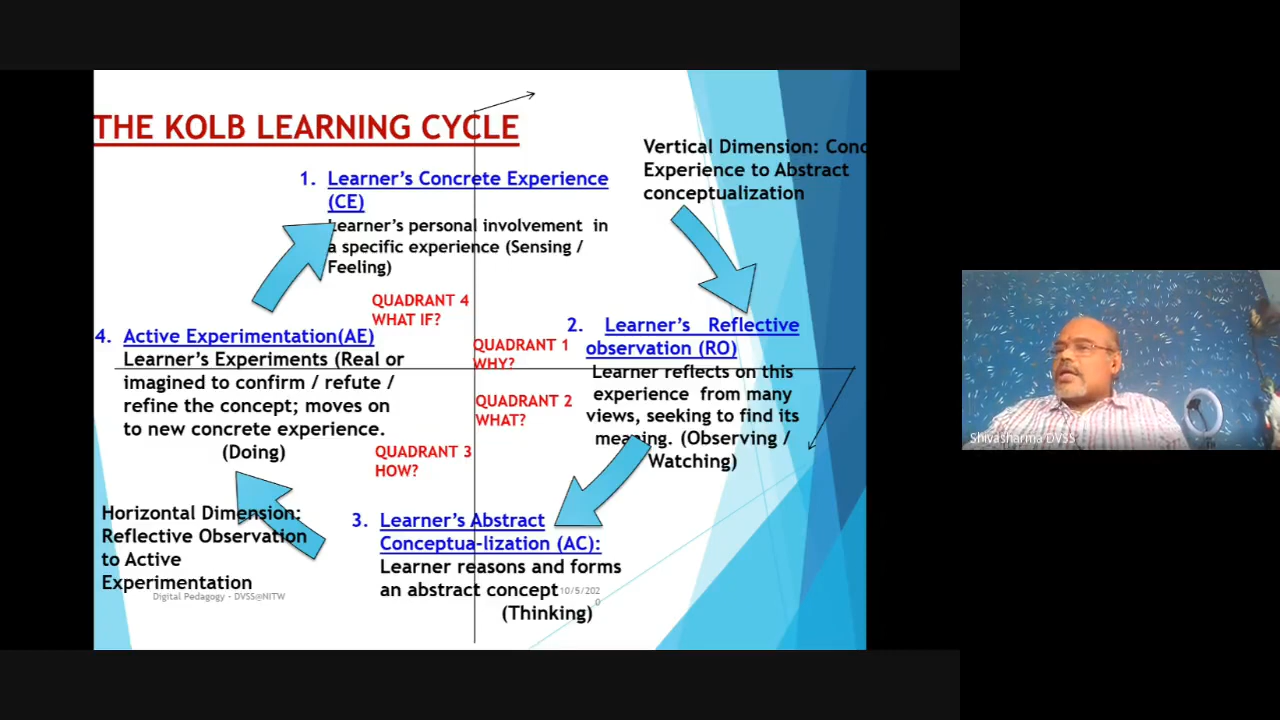 THE KOLB LEARNING CYCLE
Vertical Dimension: Conc
Experience to Abstract
conceptualization
1. Learner's Concrete Experience
(CE)
Learner's personal involvement in
a specific experience (Sensing /
Feeling)
QUADRANT 4
WHAT IF?
2. Learner's Reflective
observation (RO)
Learner reflects on this
experience from many
views, seeking to find its
meaning. (Observing /
Watching)
4. Active Experimentation(AE)
Learner's Experiments (Real or
imagined to confirm / refute /
refine the concept; moves on
to new concrete experience.
(Doing)
QUADRANT 1
WHY?
QUADRANT 2
WHAT?
QUADRANT 3
HOW?
Horizontal Dimension:
Reflective Observation
to Active
Experimentation
3. Learner's Abstract
Conceptua-lization (AC):
Learner reasons and forms
an abstract concept
(Thinking)
Digital Pedagogy - DVSS@NITW
10/5/202
0
Shivasharma DVSS